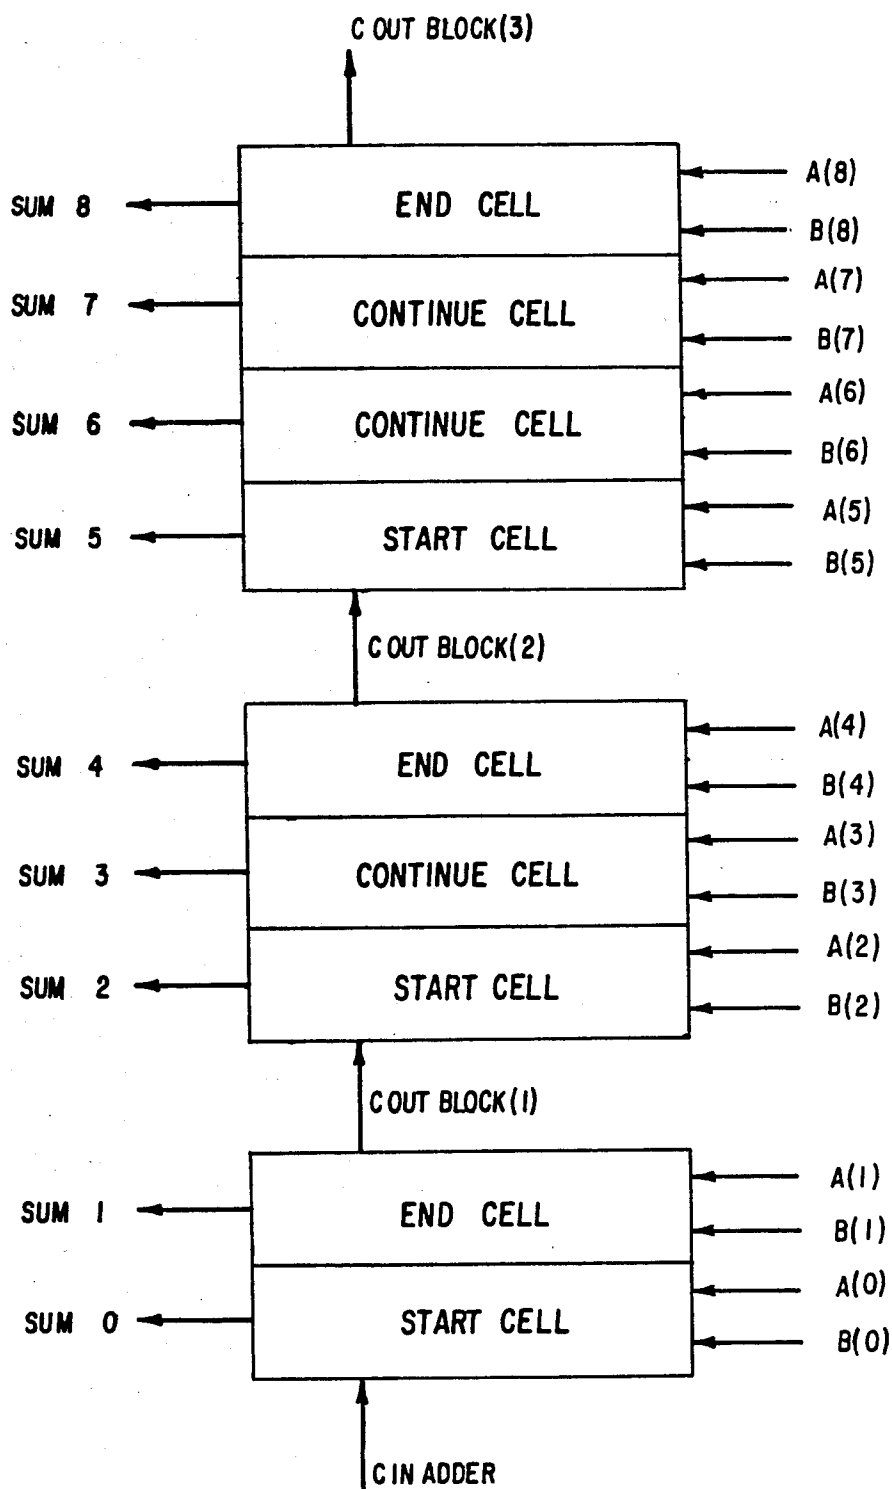 C OUT BLOCK(3)
A(8)
SUM 8
END CELL
B(8)
A(7)
SUM 7
CONTINUE CELL
B(7)
A(6)
SUM 6
CONTINUE CELL
B(6)
A(5)
SUM 5
START CELL
B(5)
C OUT BLOCK(2)
A(4)
SUM 4
END CELL
B(4)
A(3)
SUM 3
CONTINUE CELL
B(3)
A(2)
SUM 2
START CELL
B(2)
C OUT BLOCK(1)
A(1)
SUM 1
END CELL
B(1)
A(0)
SUM 0
START CELL
B(0)
C IN ADDER